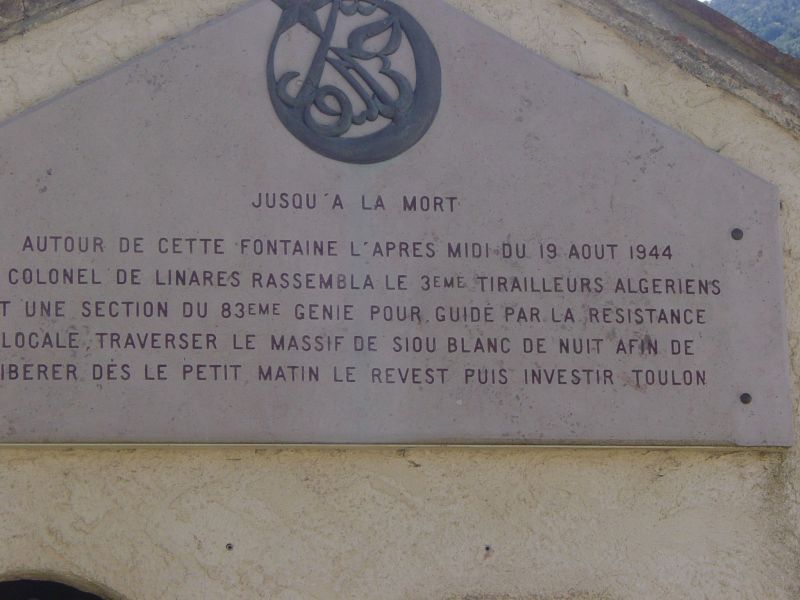 JUSQU'A LA MORT
AUTOUR DE CETTE FONTAINE L'APRES MIDI DU 19 AOUT 1944
COLONEL DE LINARES RASSEMBLA LE 3EME TIRAILLEURS ALGERIENS
T UNE SECTION DU 83EME GENIE POUR, GUIDÉ PAR LA RESISTANCE
LOCALE, TRAVERSER LE MASSIF DE SIOU BLANC DE NUIT AFIN DE
IBERER DÈS LE PETIT MATIN LE REVEST PUIS INVESTIR TOULON